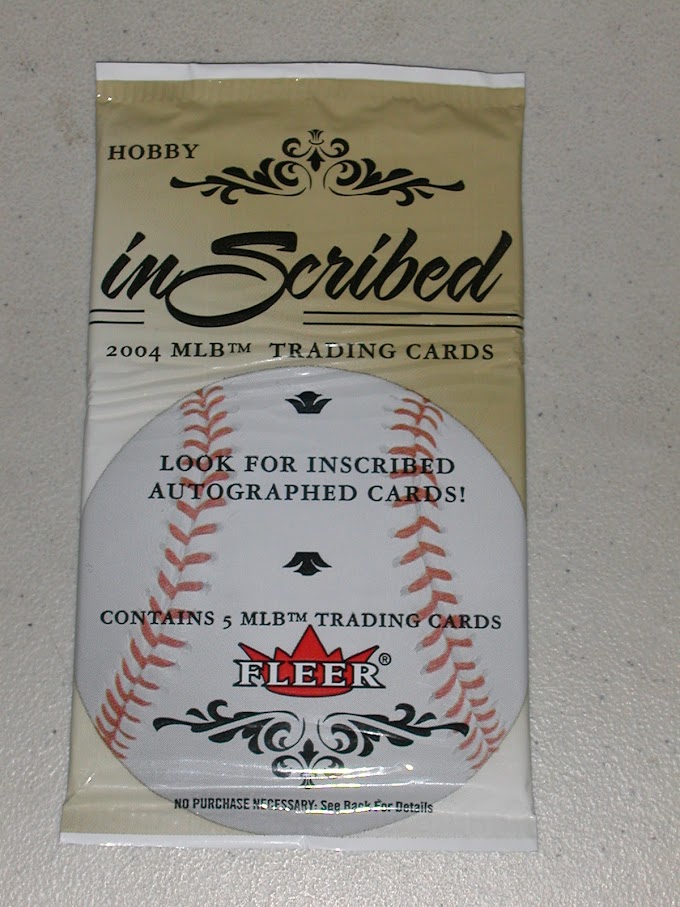 HOBBY
inScribed
2004 MLB™ TRADING CARDS
LOOK FOR INSCRIBED
AUTOGRAPHED CARDS!
CONTAINS 5 MLB™ TRADING CARDS
FLEER®
NO PURCHASE NECESSARY: See Back For Details